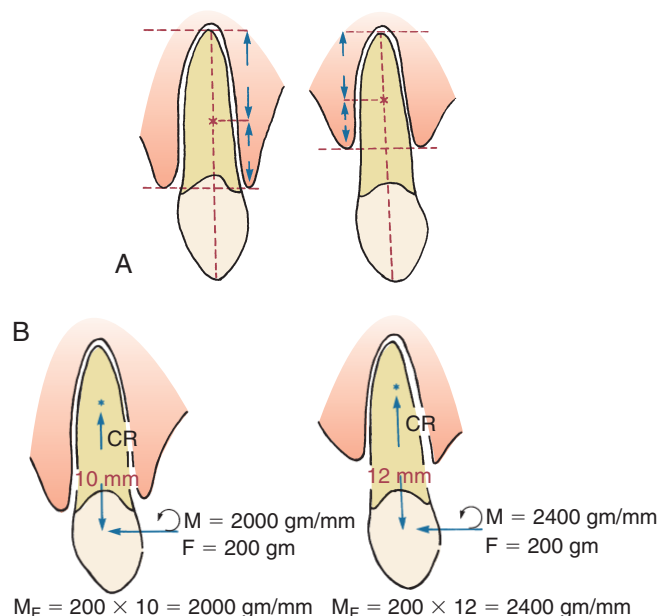 A
B
CR
10 mm
M = 2000 gm/mm
F = 200 gm
M_F = 200 × 10 = 2000 gm/mm
CR
12 mm
M = 2400 gm/mm
F = 200 gm
M_F = 200 × 12 = 2400 gm/mm